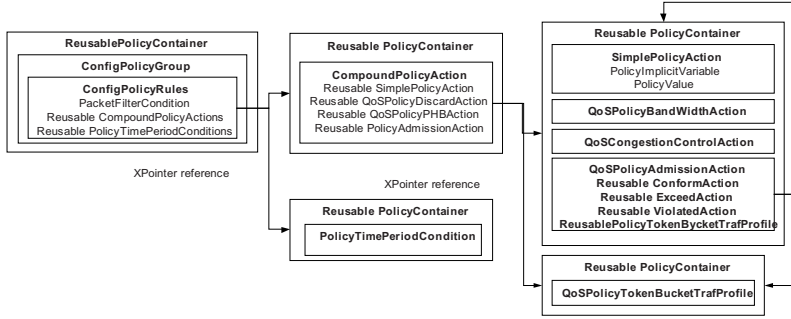 ReusablePolicyContainer
ConfigPolicyGroup
ConfigPolicyRules
PacketFilterCondition
Reusable CompoundPolicyActions
Reusable PolicyTimePeriodConditions
XPointer reference
Reusable PolicyContainer
CompoundPolicyAction
Reusable SimplePolicyAction
Reusable QoSPolicyDiscardAction
Reusable QoSPolicyPHBAction
Reusable PolicyAdmissionAction
XPointer reference
Reusable PolicyContainer
PolicyTimePeriodCondition
Reusable PolicyContainer
SimplePolicyAction
PolicyImplicitVariable
PolicyValue
QoSPolicyBandWidthAction
QoSCongestionControlAction
QoSPolicyAdmissionAction
Reusable ConformAction
Reusable ExceedAction
Reusable ViolatedAction
ReusablePolicyTokenBycketTrafProfile
Reusable PolicyContainer
QoSPolicyTokenBucketTrafProfile